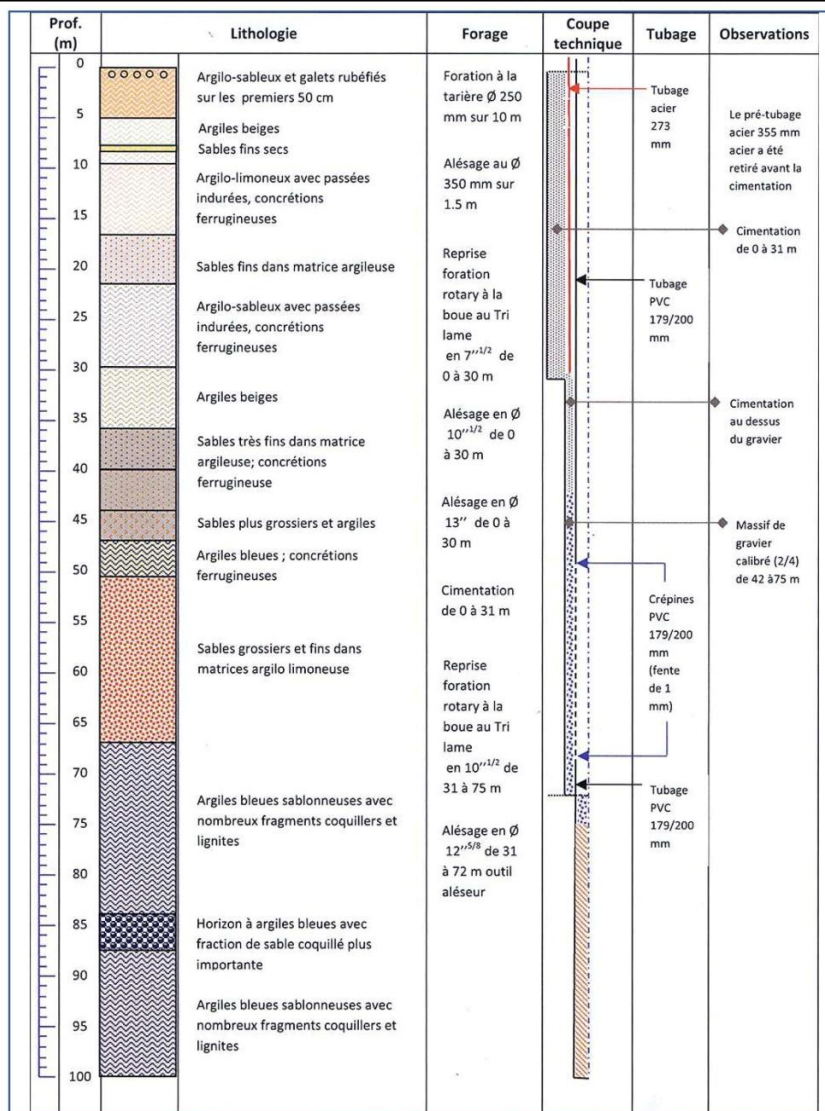 Prof.
(m)
Lithologie
Forage
Coupe
technique
Tubage
Observations
0
5
10
15
20
25
30
35
40
45
50
55
60
65
70
75
80
85
90
95
100
Argilo-sableux et galets rubéfiés
sur les premiers 50 cm
Argiles beiges
Sables fins secs
Argilo-limoneux avec passées
indurées, concrétions
ferrugineuses
Sables fins dans matrice argileuse
Argilo-sableux avec passées
indurées, concrétions
ferrugineuses
Argiles beiges
Sables très fins dans matrice
argileuse; concrétions
ferrugineuse
Sables plus grossiers et argiles
Argiles bleues ; concrétions
ferrugineuses
Sables grossiers et fins dans
matrices argilo limoneuse
Argiles bleues sablonneuses avec
nombreux fragments coquillers et
lignites
Horizon à argiles bleues avec
fraction de sable coquillé plus
importante
Argiles bleues sablonneuses avec
nombreux fragments coquillers et
lignites
Foration à la
tarière Ø 250
mm sur 10 m
Alésage au Ø
350 mm sur
1.5 m
Reprise
foration
rotary à la
boue au Tri
lame
en 7’’1/2 de
0 à 30 m
Alésage en Ø
10’’1/2 de 0
à 30 m
Alésage en Ø
13’’ de 0 à
30 m
Cimentation
de 0 à 31 m
Reprise
foration
rotary à la
boue au Tri
lame
en 10’’1/2 de
31 à 75 m
Alésage en Ø
12’’5/8 de 31
à 72 m outil
aléseur
Tubage
acier
273
mm
Tubage
PVC
179/200
mm
Crépines
PVC
179/200
mm
(fente
de 1
mm)
Tubage
PVC
179/200
mm
Le pré-tubage
acier 355 mm
acier a été
retiré avant la
cimentation
Cimentation
de 0 à 31 m
Cimentation
au dessus
du gravier
Massif de
gravier
calibré (2/4)
de 42 à75 m